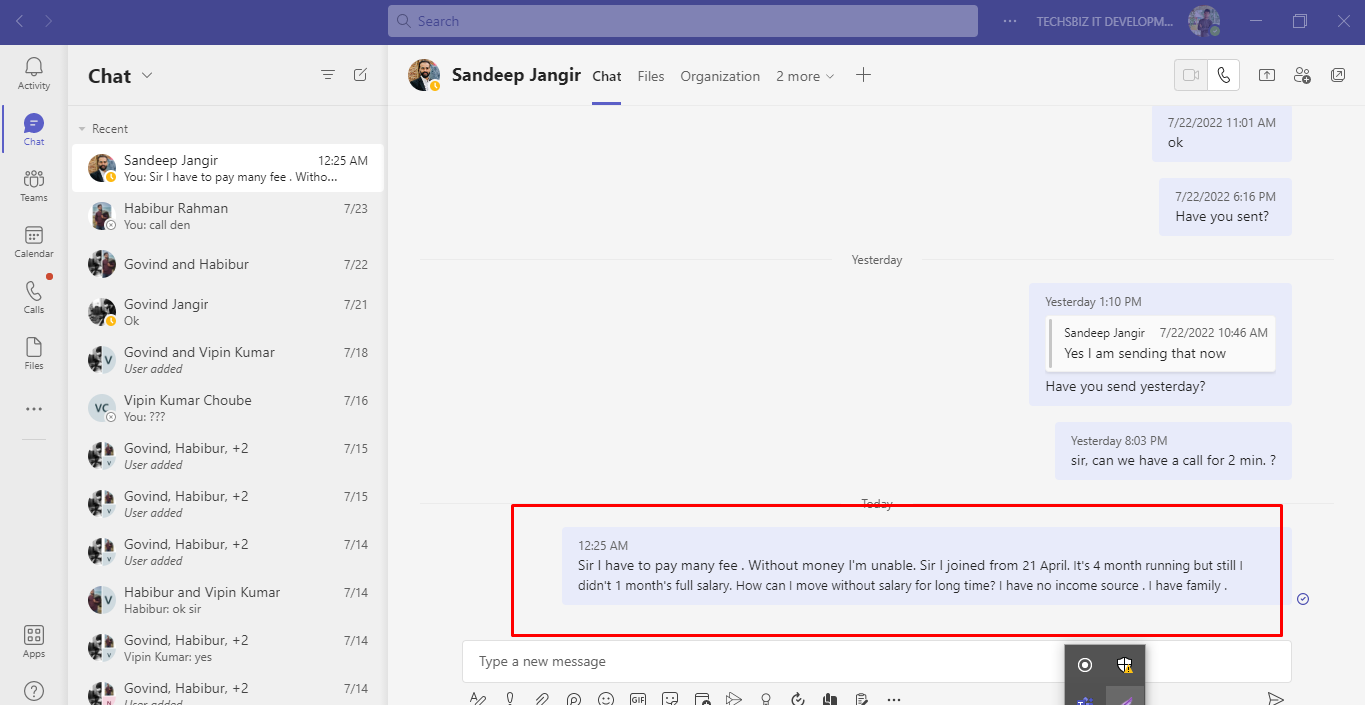 Search
TECHSBIZ IT DEVELOPM...
Activity
Chat
Teams
Calendar
Calls
Files
Apps
Chat
Recent
Sandeep Jangir 12:25 AM
You: Sir I have to pay many fee . Witho...
Habibur Rahman 7/23
You: call den
Govind and Habibur 7/22
Govind Jangir 7/21
Ok
Govind and Vipin Kumar 7/18
User added
VC
Vipin Kumar Choube 7/16
You: ???
Govind, Habibur, +2 7/15
User added
Govind, Habibur, +2 7/15
User added
Govind, Habibur, +2 7/14
User added
Habibur and Vipin Kumar 7/14
Habibur: ok sir
Govind, Habibur, +2 7/14
Vipin Kumar: yes
Govind, Habibur, +2 7/14
User added
Sandeep Jangir Chat Files Organization 2 more
7/22/2022 11:01 AM
ok
7/22/2022 6:16 PM
Have you sent?
Yesterday
Yesterday 1:10 PM
Sandeep Jangir 7/22/2022 10:46 AM
Yes I am sending that now
Have you send yesterday?
Yesterday 8:03 PM
sir, can we have a call for 2 min. ?
Today
12:25 AM
Sir I have to pay many fee . Without money I'm unable. Sir I joined from 21 April. It's 4 month running but still I
didn't 1 month's full salary. How can I move without salary for long time? I have no income source . I have family .
Type a new message
GIF